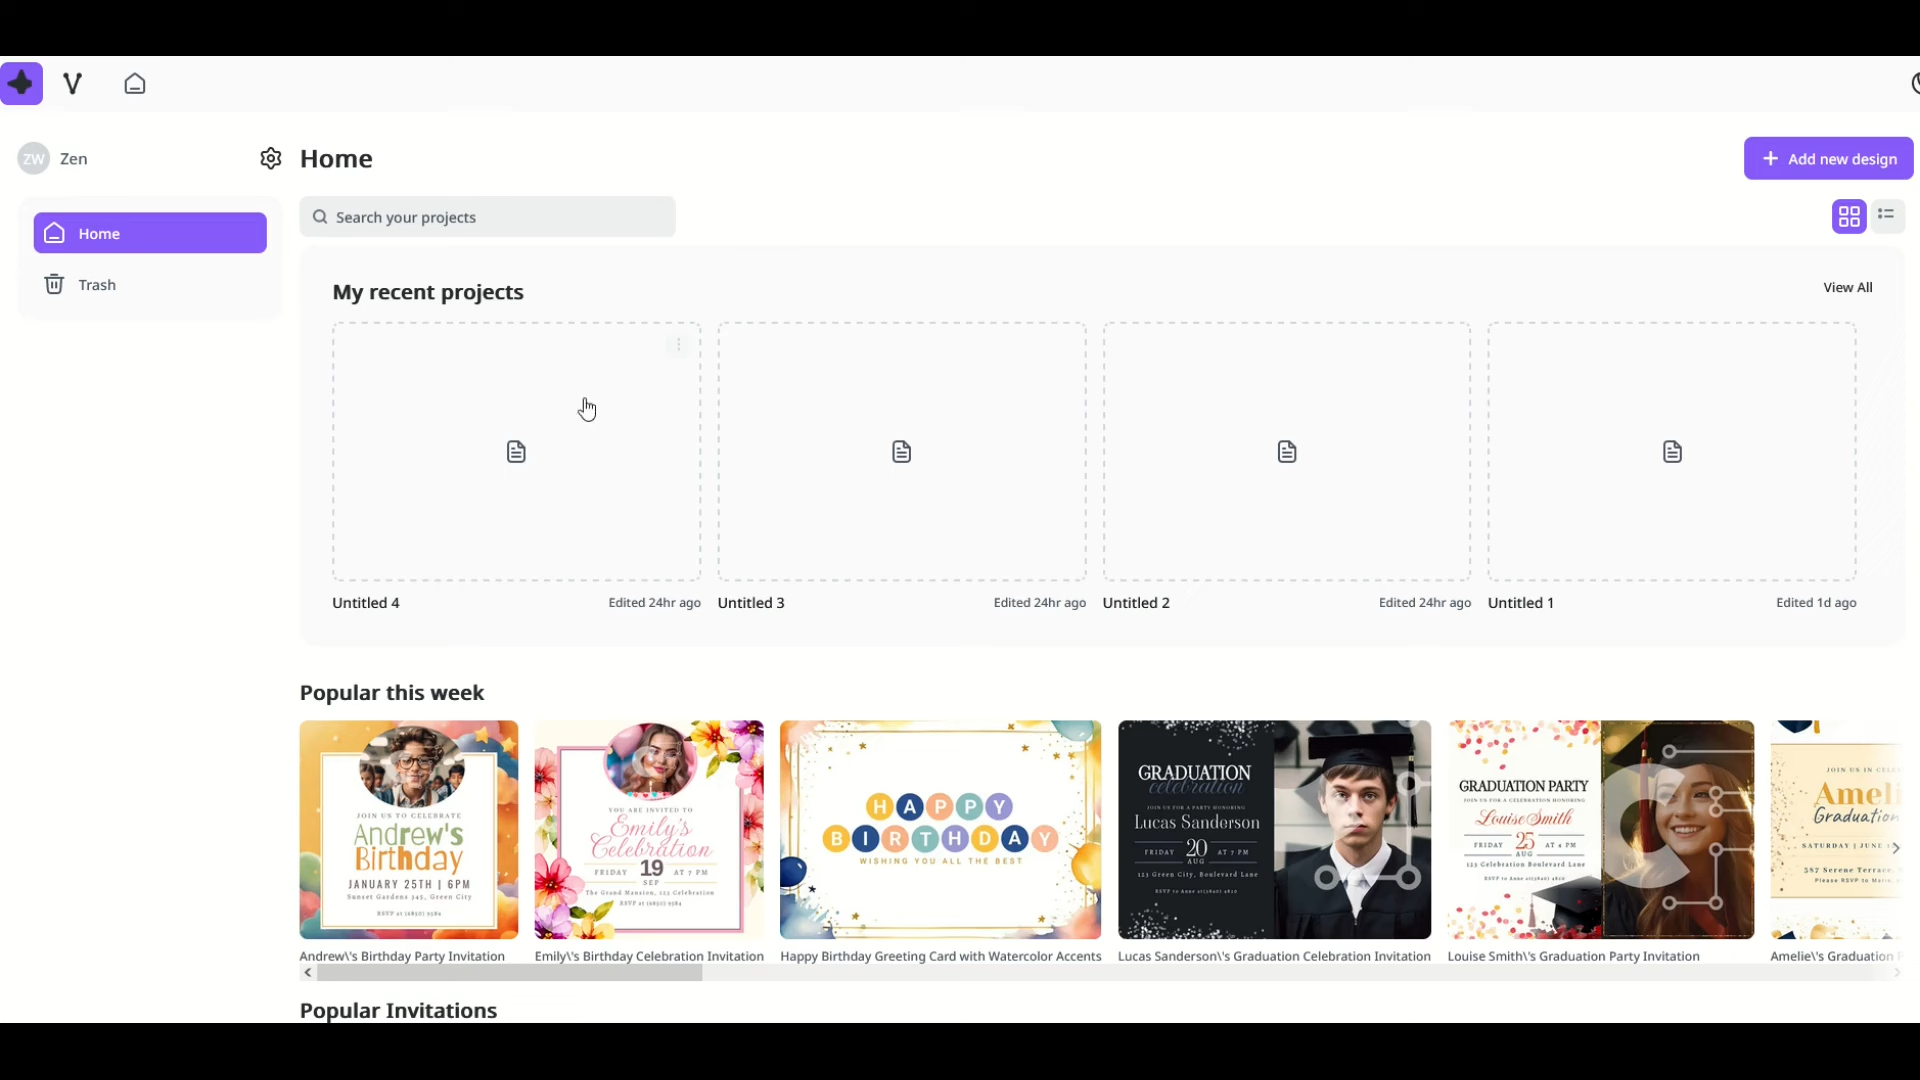 V
ZW Zen
Home
Add new design
Search your projects
Home
Trash
My recent projects
View All
Untitled 4 Edited 24hr ago
Untitled 3 Edited 24hr ago
Untitled 2 Edited 24hr ago
Untitled 1 Edited 1d ago
Popular this week
JOIN US TO CELEBRATE
Andrew's
Birthday
JANUARY 25TH | 6PM
Sunset Gardens 345, Green City
YOU ARE INVITED TO
Emily's
Celebration
FRIDAY 19 AT 7 PM
SEP
The Grand Mansion, 123 Celebration
HAPPY
BIRTHDAY
WISHING YOU ALL THE BEST
GRADUATION
celebration
JOIN US FOR A PARTY HONORING
Lucas Sanderson
FRIDAY 20 AT 7 PM
AUG
123 Green City, Boulevard Lane
GRADUATION PARTY
JOIN US FOR A CELEBRATION HONORING
Louise Smith
FRIDAY 25 AT 4 PM
AUG
123 Celebration Boulevard Lane
JOIN US IN CELE
Ameli
Graduation
SATURDAY | JUNE 1
387 Serene Terrace,
Please RSVP to
Andrew\'s Birthday Party Invitation
Emily\'s Birthday Celebration Invitation
Happy Birthday Greeting Card with Watercolor Accents
Lucas Sanderson\'s Graduation Celebration Invitation
Louise Smith\'s Graduation Party Invitation
Amelie\'s Graduation P
Popular Invitations